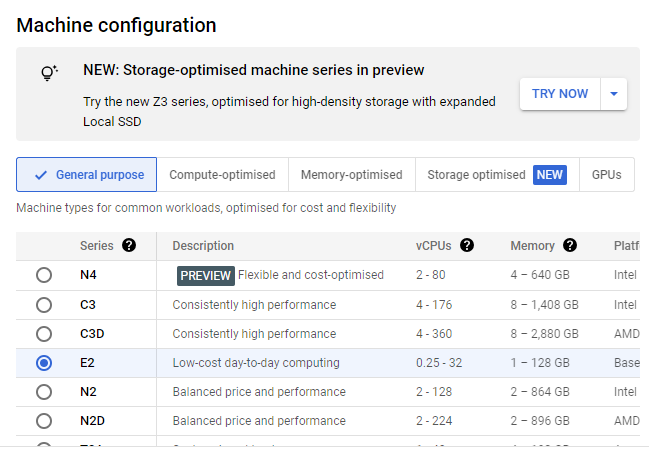 Machine configuration
NEW: Storage-optimised machine series in preview
Try the new Z3 series, optimised for high-density storage with expanded
Local SSD
TRY NOW
General purpose Compute-optimised Memory-optimised Storage optimised NEW GPUs
Machine types for common workloads, optimised for cost and flexibility
Series ? Description vCPUs ? Memory ? Platf
N4 PREVIEW Flexible and cost-optimised 2 - 80 4 – 640 GB Intel
C3 Consistently high performance 4 - 176 8 – 1,408 GB Intel
C3D Consistently high performance 4 - 360 8 – 2,880 GB AMD
E2 Low-cost day-to-day computing 0.25 - 32 1 – 128 GB Base
N2 Balanced price and performance 2 - 128 2 – 864 GB Intel
N2D Balanced price and performance 2 - 224 2 – 896 GB AMD